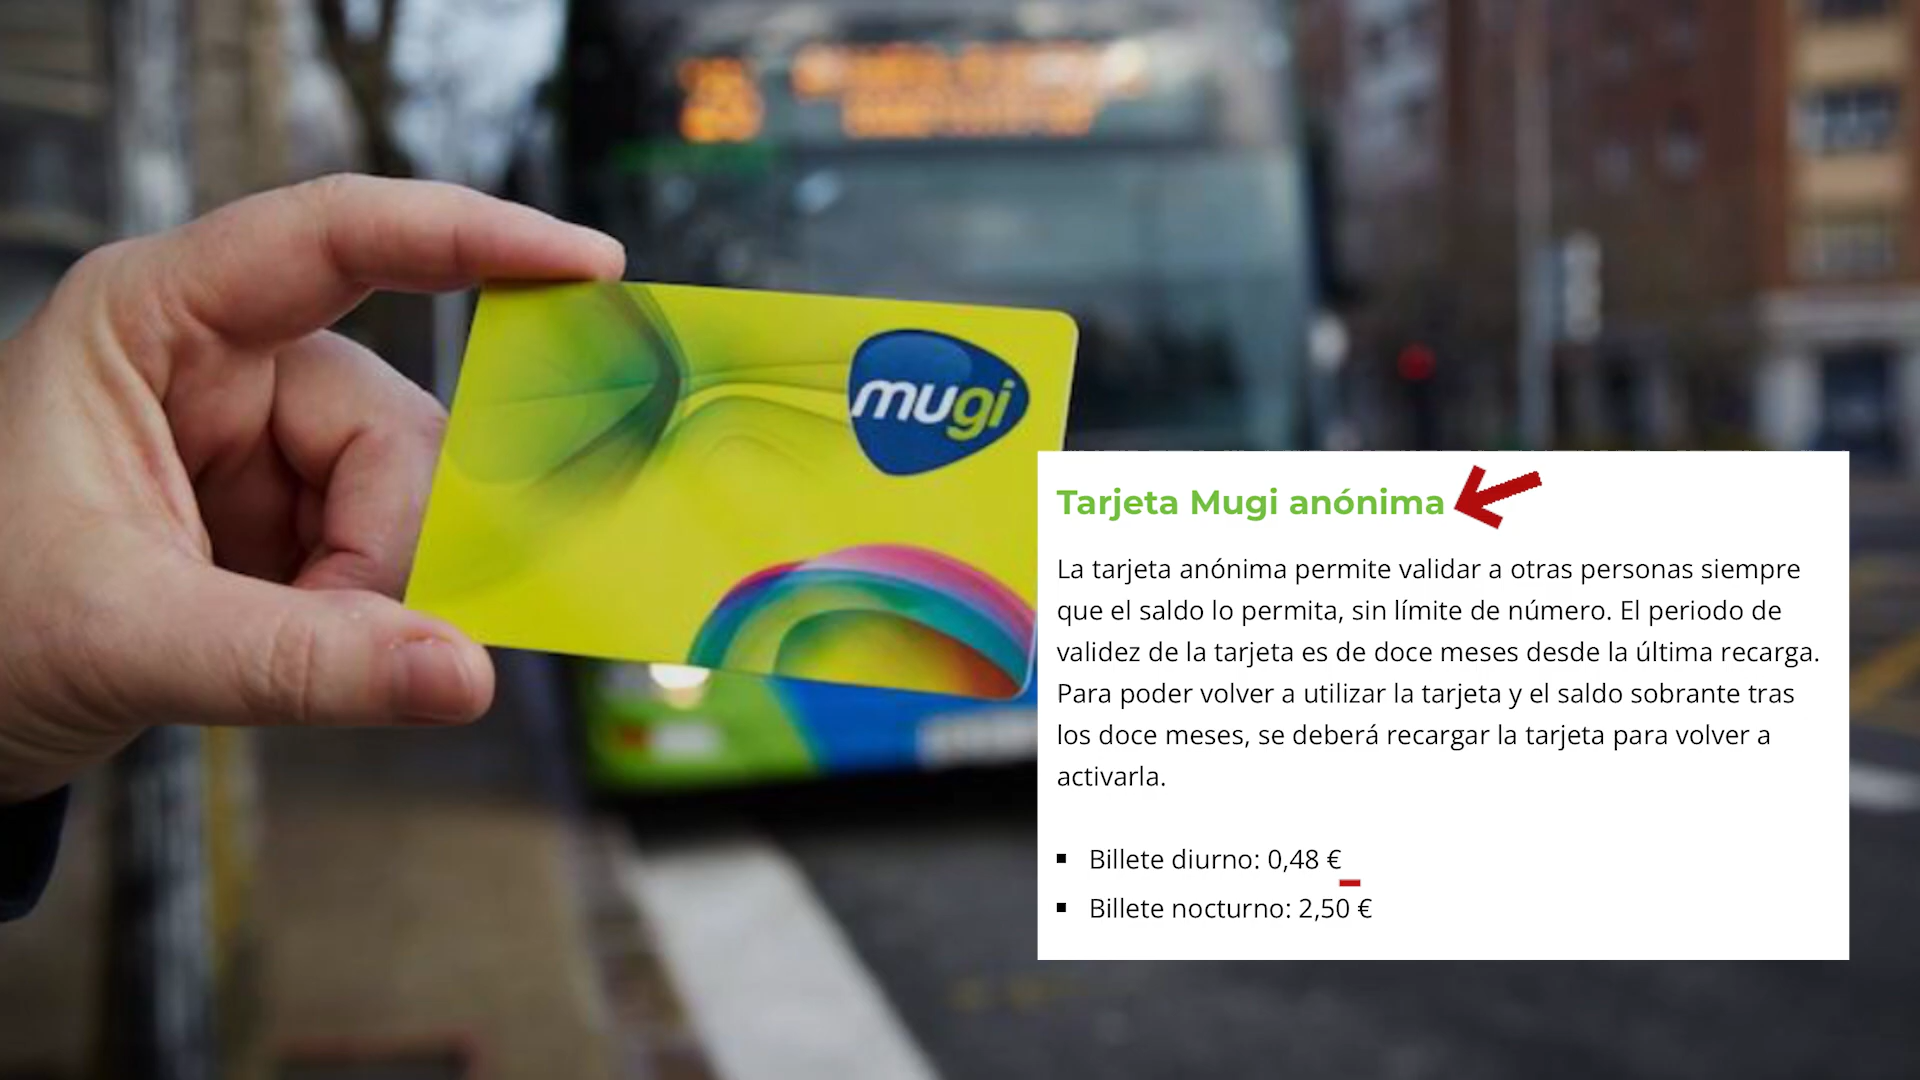 mugi
Tarjeta Mugi anónima
La tarjeta anónima permite validar a otras personas siempre
que el saldo lo permita, sin límite de número. El periodo de
validez de la tarjeta es de doce meses desde la última recarga.
Para poder volver a utilizar la tarjeta y el saldo sobrante tras
los doce meses, se deberá recargar la tarjeta para volver a
activarla.
▪ Billete diurno: 0,48 €
▪ Billete nocturno: 2,50 €